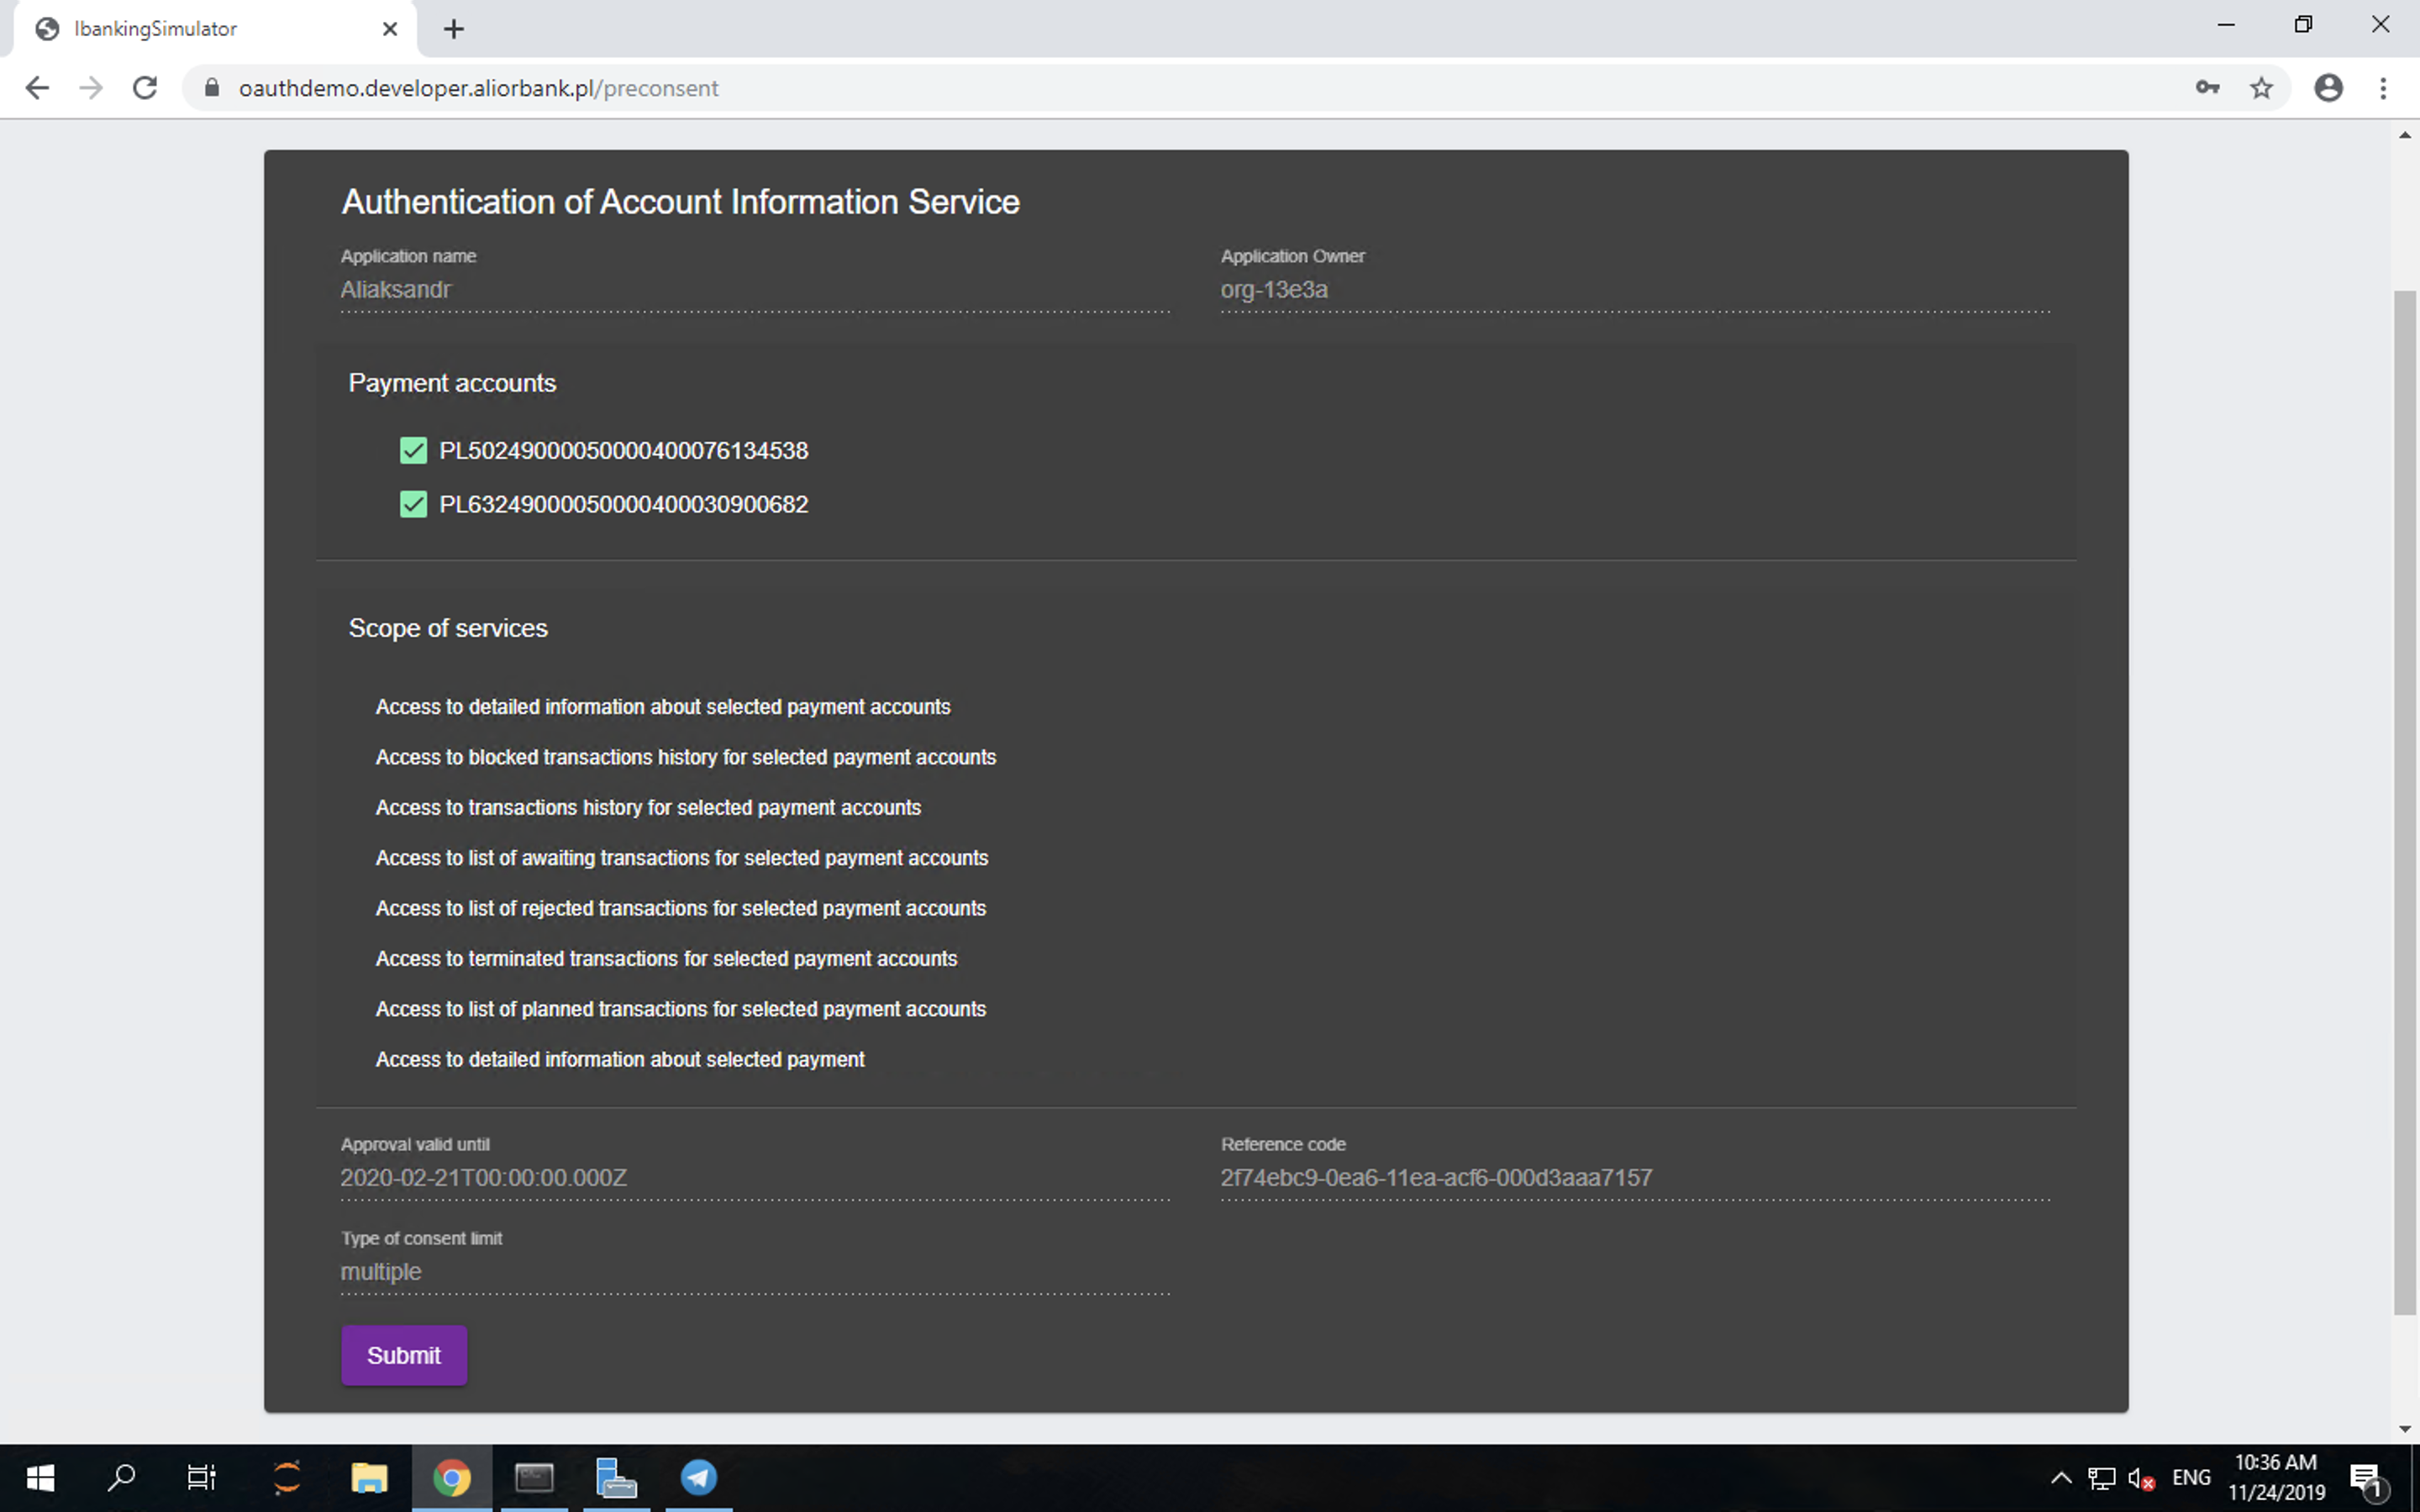 IbankingSimulator
oauthdemo.developer.aliorbank.pl/preconsent
Authentication of Account Information Service
Application name
Application Owner
Aliaksandr
org-13e3a
Payment accounts
PL50249000050000400076134538
PL63249000050000400030900682
Scope of services
Access to detailed information about selected payment accounts
Access to blocked transactions history for selected payment accounts
Access to transactions history for selected payment accounts
Access to list of awaiting transactions for selected payment accounts
Access to list of rejected transactions for selected payment accounts
Access to terminated transactions for selected payment accounts
Access to list of planned transactions for selected payment accounts
Access to detailed information about selected payment
Approval valid until
Reference code
2020-02-21T00:00:00.000Z
2f74ebc9-0ea6-11ea-acf6-000d3aaa7157
Type of consent limit
multiple
Submit
ENG
10:36 AM
11/24/2019
1